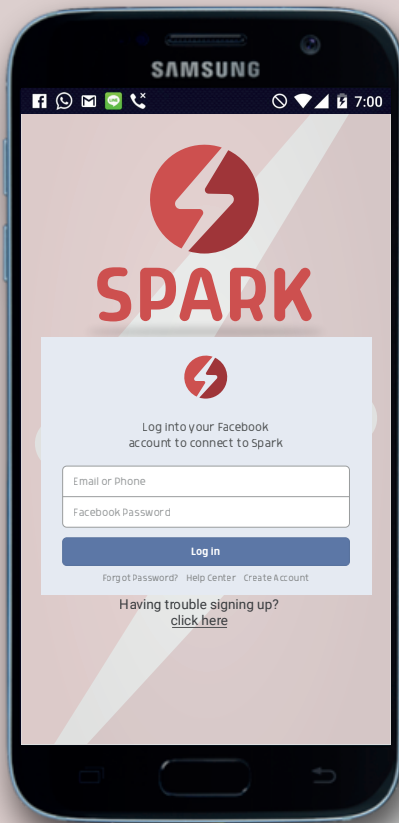 SAMSUNG
7:00
SPARK
Log into your Facebook
account to connect to Spark
Email or Phone
Facebook Password
Log in
Forgot Password? Help Center Create Account
Having trouble signing up?
click here